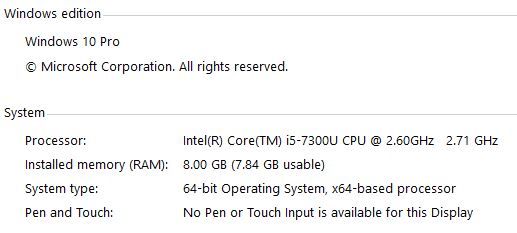 Windows edition
Windows 10 Pro
© Microsoft Corporation. All rights reserved.
System
Processor: Intel(R) Core(TM) i5-7300U CPU @ 2.60GHz 2.71 GHz
Installed memory (RAM): 8.00 GB (7.84 GB usable)
System type: 64-bit Operating System, x64-based processor
Pen and Touch: No Pen or Touch Input is available for this Display